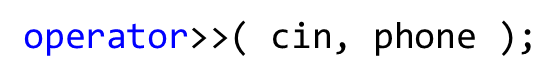 operator>>( cin, phone );